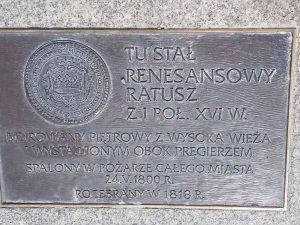 TU STAŁ
RENESANSOWY
RATUSZ
Z I POŁ. XVI W.
MUROWANY PIĘTROWY Z WYSOKĄ WIEŻĄ
OBOK PRĘGIERZEM
SPALONY W POŻARZE CAŁEGO MIASTA
24.V.1800 R.
ROZEBRANY W 1818 R.